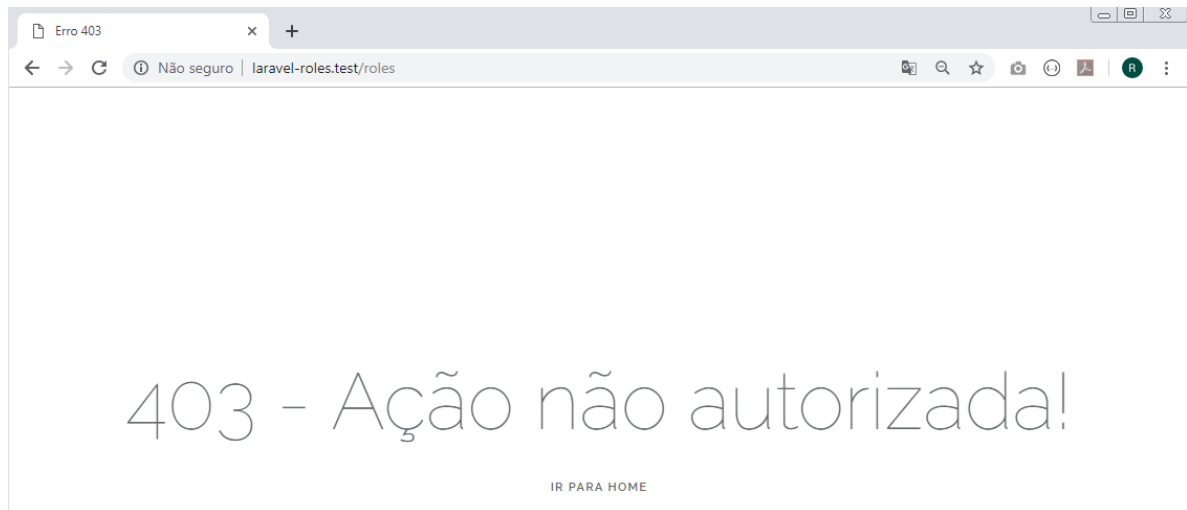 Erro 403
Não seguro | laravel-roles.test/roles
R
403 - Ação não autorizada!
IR PARA HOME